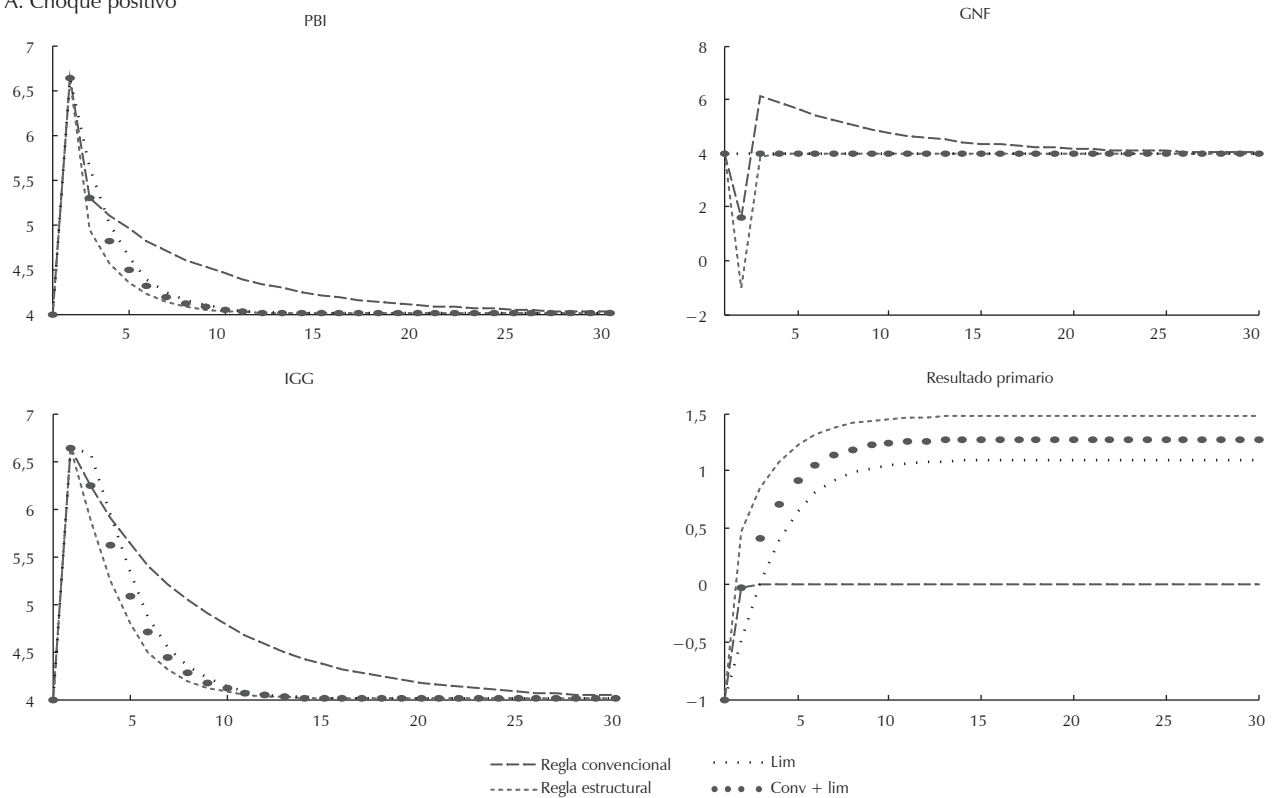 A. Choque positivo
PBI
7
6,5
6
5,5
5
4,5
4
5 10 15 20 25 30
GNF
8
6
4
2
0
−2
5 10 15 20 25 30
IGG
7
6,5
6
5,5
5
4,5
4
5 10 15 20 25 30
Resultado primario
1,5
1
0,5
0
−0,5
−1
5 10 15 20 25 30
Regla convencional
Regla estructural
Lim
Conv + lim